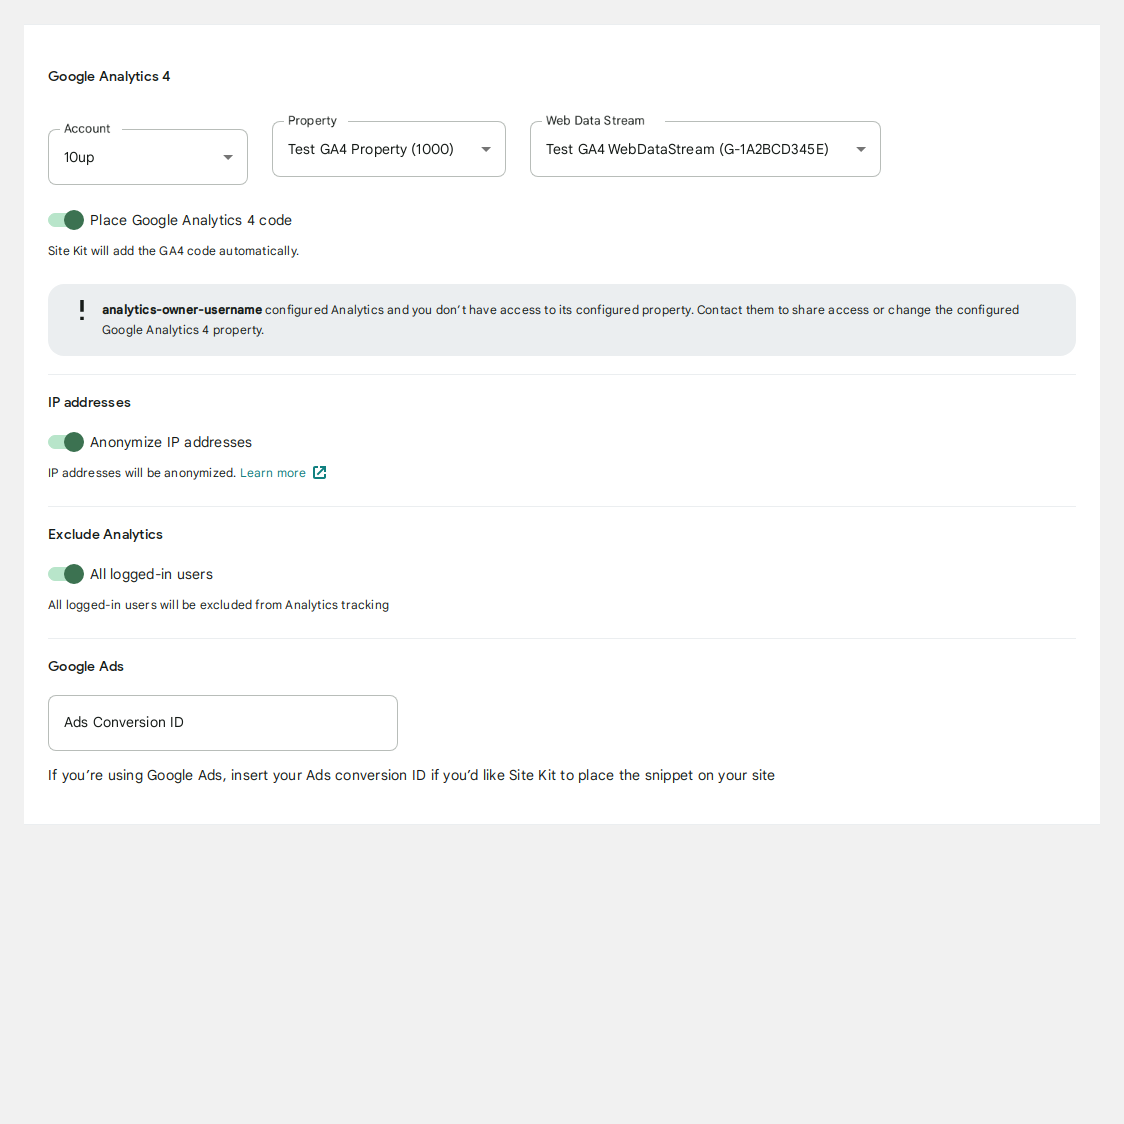 Google Analytics 4
Account
10up
Property
Test GA4 Property (1000)
Web Data Stream
Test GA4 WebDataStream (G-1A2BCD345E)
Place Google Analytics 4 code
Site Kit will add the GA4 code automatically.
analytics-owner-username configured Analytics and you don’t have access to its configured property. Contact them to share access or change the configured
Google Analytics 4 property.
IP addresses
Anonymize IP addresses
IP addresses will be anonymized. Learn more
Exclude Analytics
All logged-in users
All logged-in users will be excluded from Analytics tracking
Google Ads
Ads Conversion ID
If you’re using Google Ads, insert your Ads conversion ID if you’d like Site Kit to place the snippet on your site